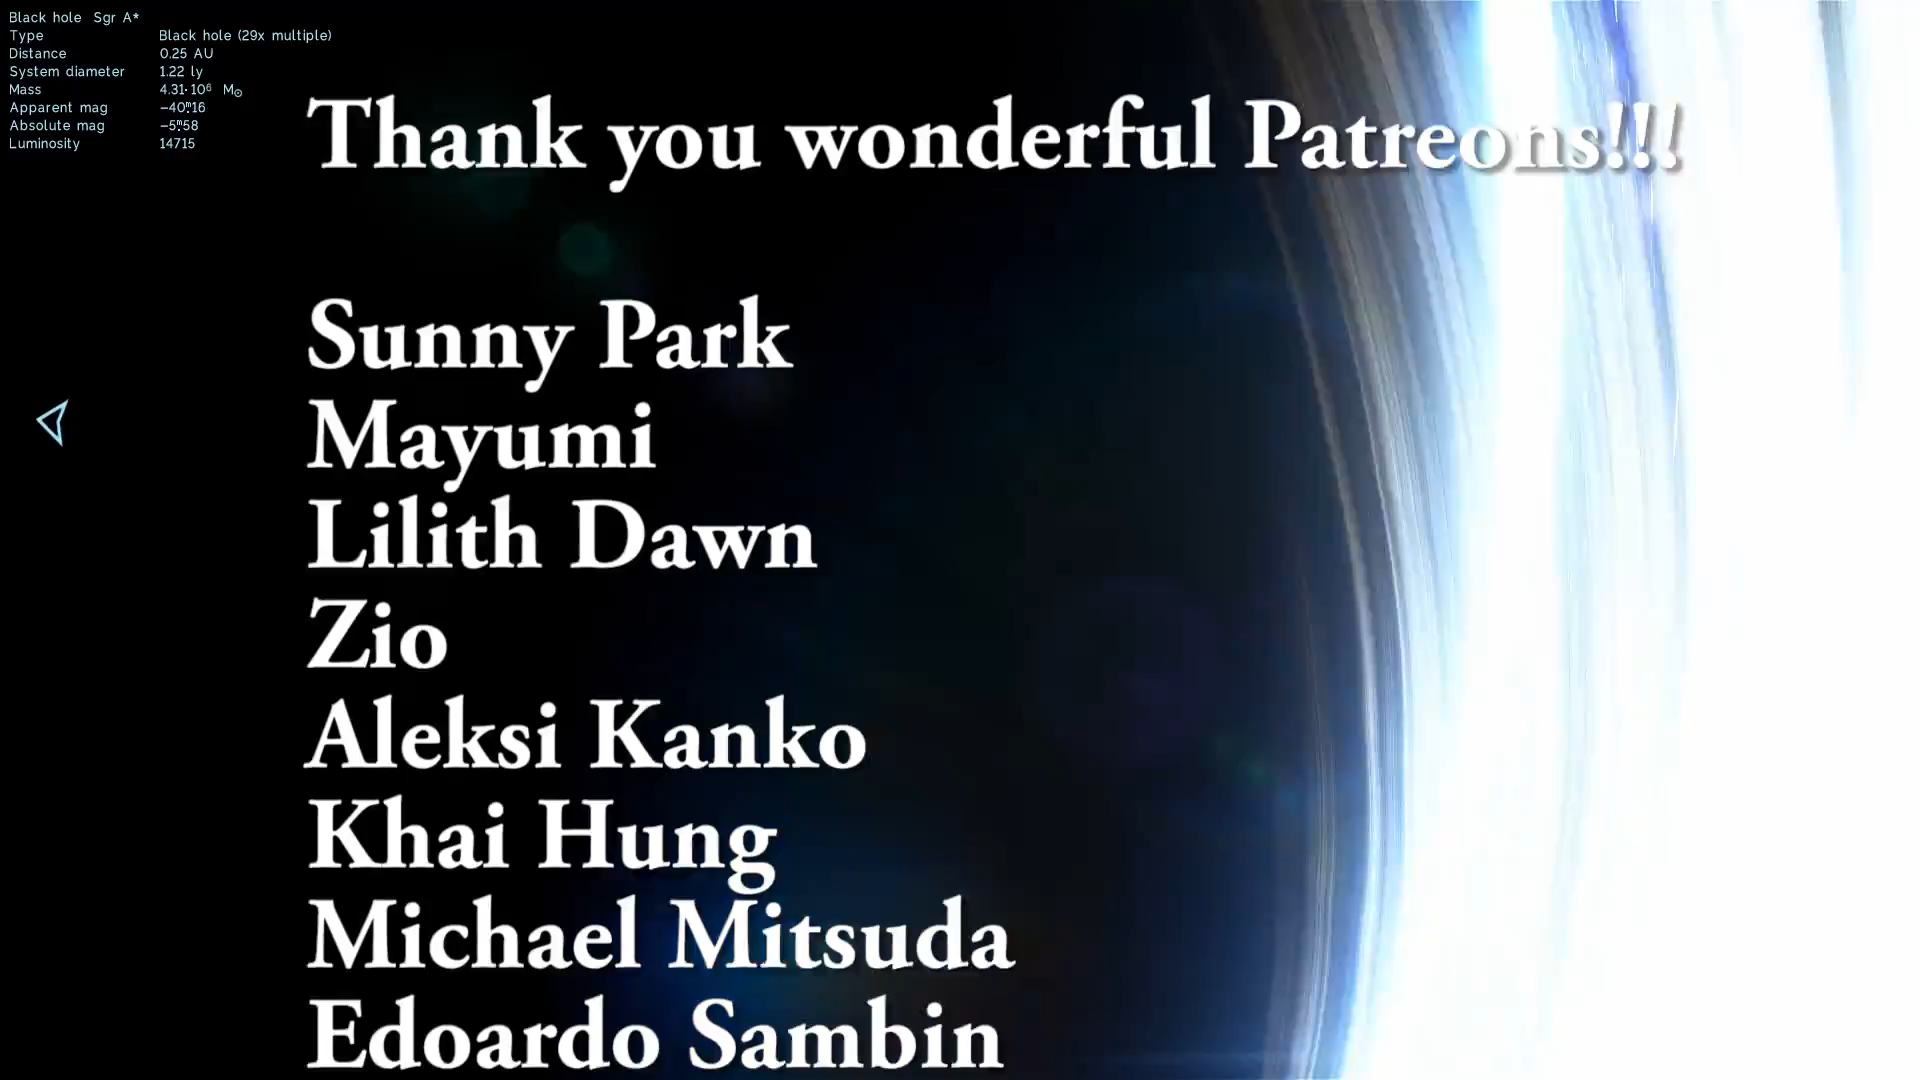 Black hole Sgr A*
Type Black hole (29x multiple)
Distance 0.25 AU
System diameter 1.22 ly
Mass 4.31·10⁶ M☉
Apparent mag −40ᵐ16
Absolute mag −5ᵐ58
Luminosity 14715
Thank you wonderful Patreons!!!
Sunny Park
Mayumi
Lilith Dawn
Zio
Aleksi Kanko
Khai Hung
Michael Mitsuda
Edoardo Sambin